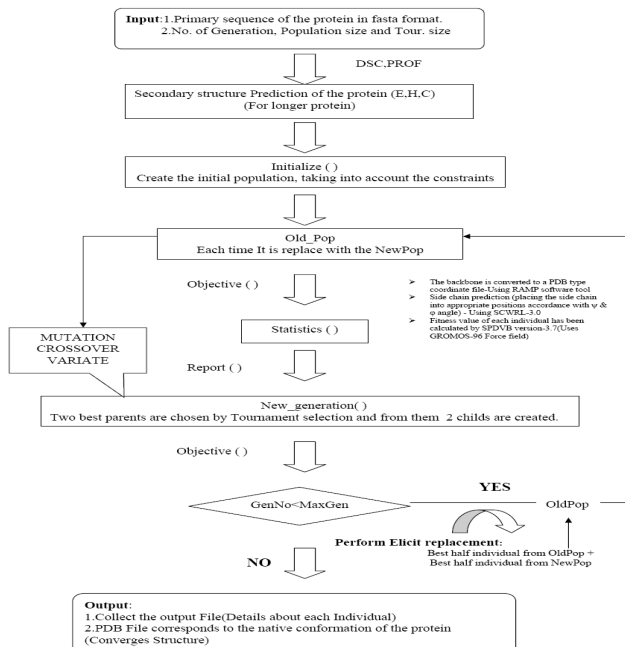 Input:1.Primary sequence of the protein in fasta format.
2.No. of Generation, Population size and Tour. size
DSC,PROF
Secondary structure Prediction of the protein (E,H,C)
(For longer protein)
Initialize ( )
Create the initial population, taking into account the constraints
Old_Pop
Each time It is replace with the NewPop
Objective ( )
➢ The backbone is converted to a PDB type
coordinate file-Using RAMP software tool
➢ Side chain prediction (placing the side chain
into appropriate positions accordance with ψ &
φ angle) - Using SCWRL-3.0
➢ Fitness value of each individual has been
calculated by SPDVB version-3.7(Uses
GROMOS-96 Force field)
Statistics ( )
MUTATION
CROSSOVER
VARIATE
Report ( )
New_generation( )
Two best parents are chosen by Tournament selection and from them 2 childs are created.
Objective ( )
GenNo<MaxGen
YES
OldPop
Perform Elicit replacement:
Best half individual from OldPop +
Best half individual from NewPop
NO
Output:
1.Collect the output File(Details about each Individual)
2.PDB File corresponds to the native conformation of the protein
(Converges Structure)